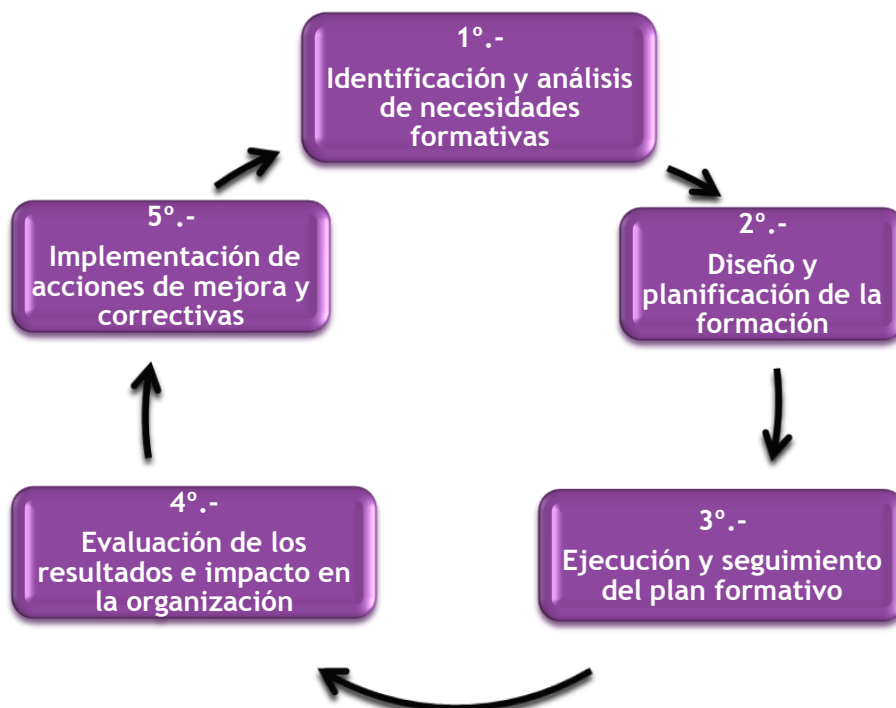 1º.-
Identificación y análisis
de necesidades
formativas
2º.-
Diseño y
planificación de la
formación
3º.-
Ejecución y seguimiento
del plan formativo
4º.-
Evaluación de los
resultados e impacto en
la organización
5º.-
Implementación de
acciones de mejora y
correctivas